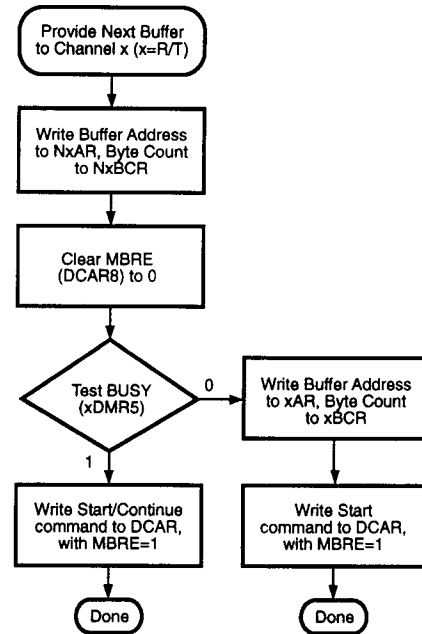 Provide Next Buffer
to Channel x (x=R/T)
Write Buffer Address
to NxAR, Byte Count
to NxBCR
Clear MBRE
(DCAR8) to 0
Test BUSY
(xDMR5)
0
1
Write Buffer Address
to xAR, Byte Count
to xBCR
Write Start/Continue
command to DCAR,
with MBRE=1
Write Start
command to DCAR,
with MBRE=1
Done
Done